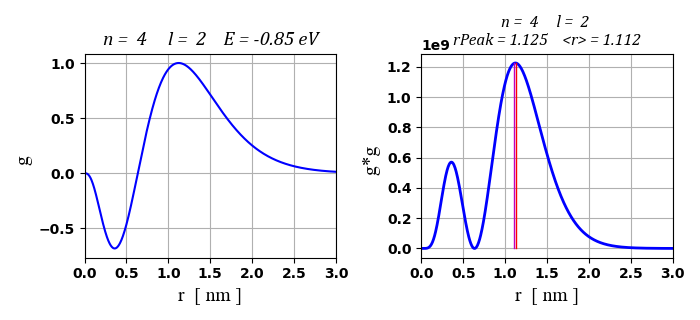 n = 4 l = 2 E = -0.85 eV
g
1.0
0.5
0.0
−0.5
0.0 0.5 1.0 1.5 2.0 2.5 3.0
r [ nm ]
n = 4 l = 2
rPeak = 1.125 <r> = 1.112
1e9
g*g
1.2
1.0
0.8
0.6
0.4
0.2
0.0
0.0 0.5 1.0 1.5 2.0 2.5 3.0
r [ nm ]